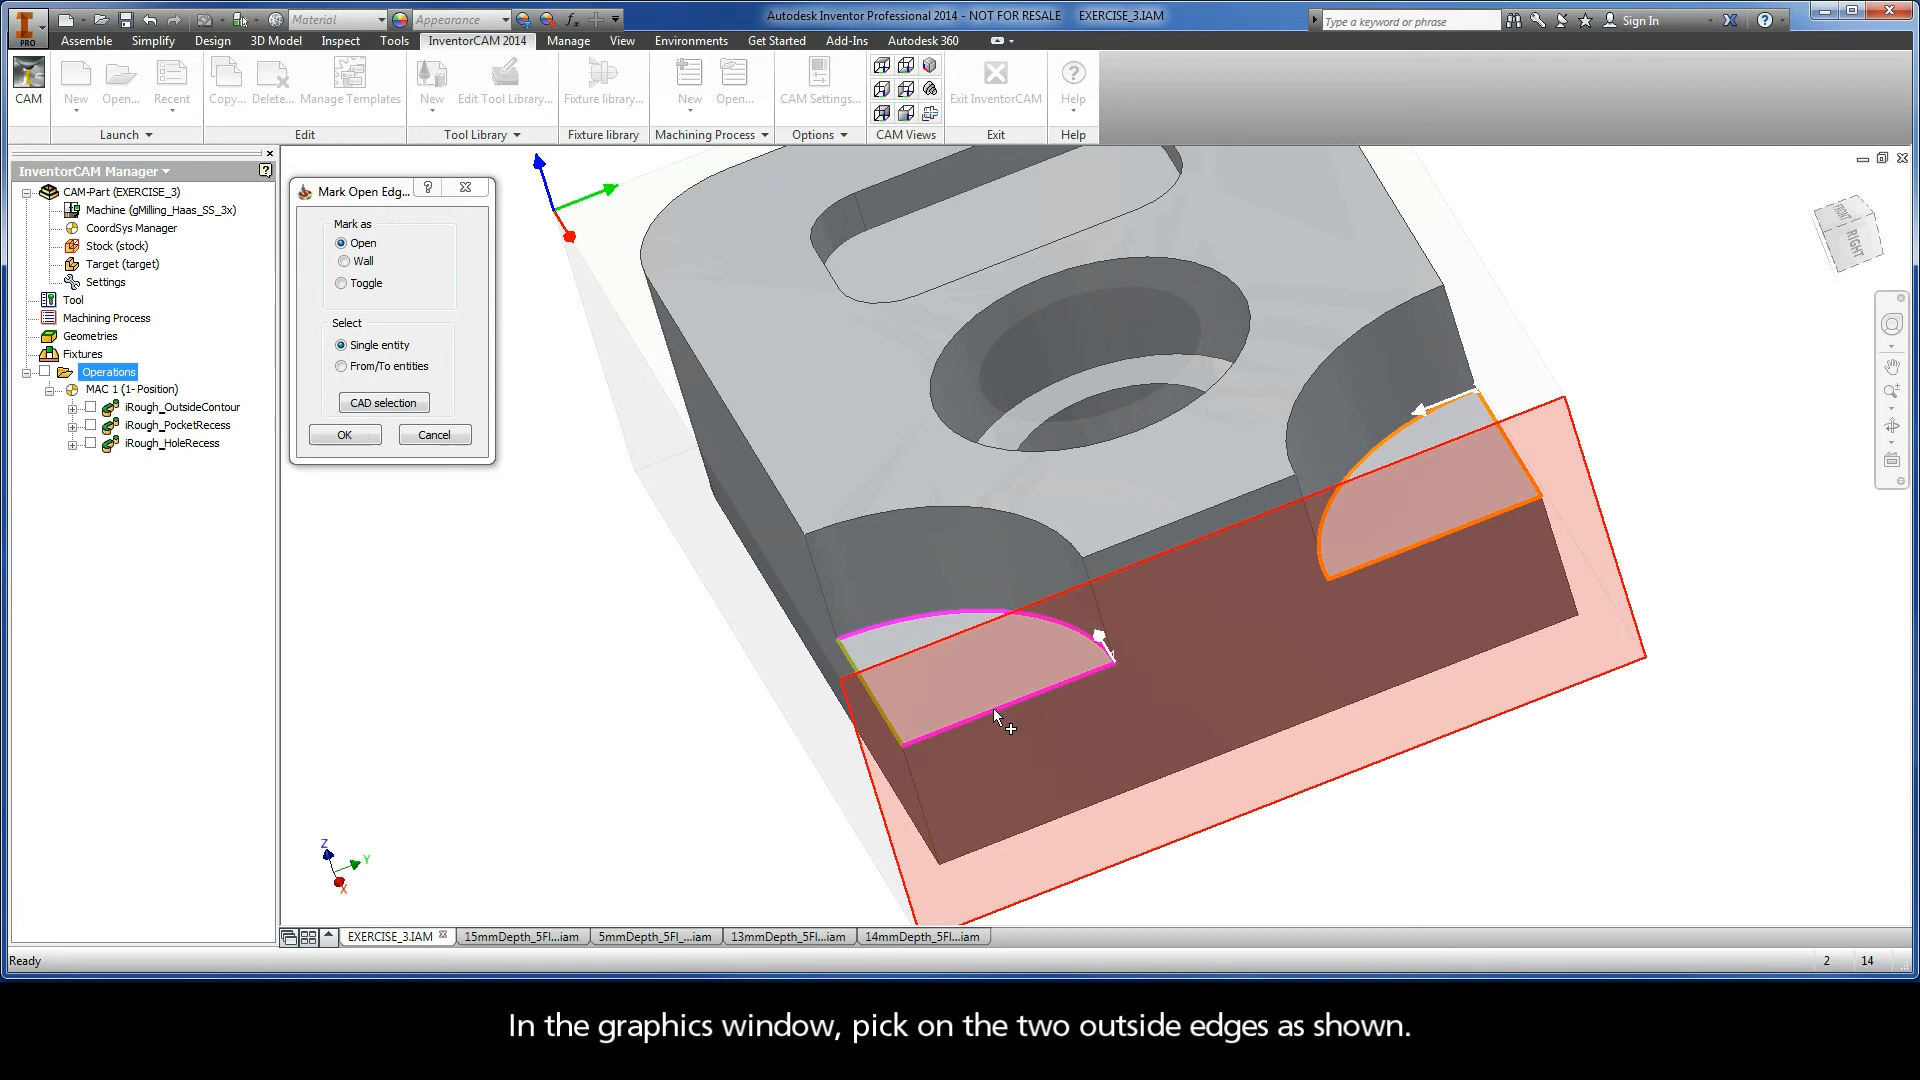 Material
Appearance
Autodesk Inventor Professional 2014 - NOT FOR RESALE EXERCISE_3.IAM
Type a keyword or phrase
Sign In
PRO
Assemble Simplify Design 3D Model Inspect Tools InventorCAM 2014 Manage View Environments Get Started Add-Ins Autodesk 360
CAM New Open... Recent Copy... Delete... Manage Templates New Edit Tool Library... Fixture library... New Open... CAM Settings... Exit InventorCAM Help
Launch Edit Tool Library Fixture library Machining Process Options CAM Views Exit Help
InventorCAM Manager
CAM-Part (EXERCISE_3)
Machine (gMilling_Haas_SS_3x)
CoordSys Manager
Stock (stock)
Target (target)
Settings
Tool
Machining Process
Geometries
Fixtures
Operations
MAC 1 (1- Position)
iRough_OutsideContour
iRough_PocketRecess
iRough_HoleRecess
Mark Open Edg...
Mark as
Open
Wall
Toggle
Select
Single entity
From/To entities
CAD selection
OK Cancel
FRONT
RIGHT
Z
Y
X
EXERCISE_3.IAM 15mmDepth_5Fl...iam 5mmDepth_5Fl_...iam 13mmDepth_5Fl...iam 14mmDepth_5Fl...iam
Ready 2 14
In the graphics window, pick on the two outside edges as shown.